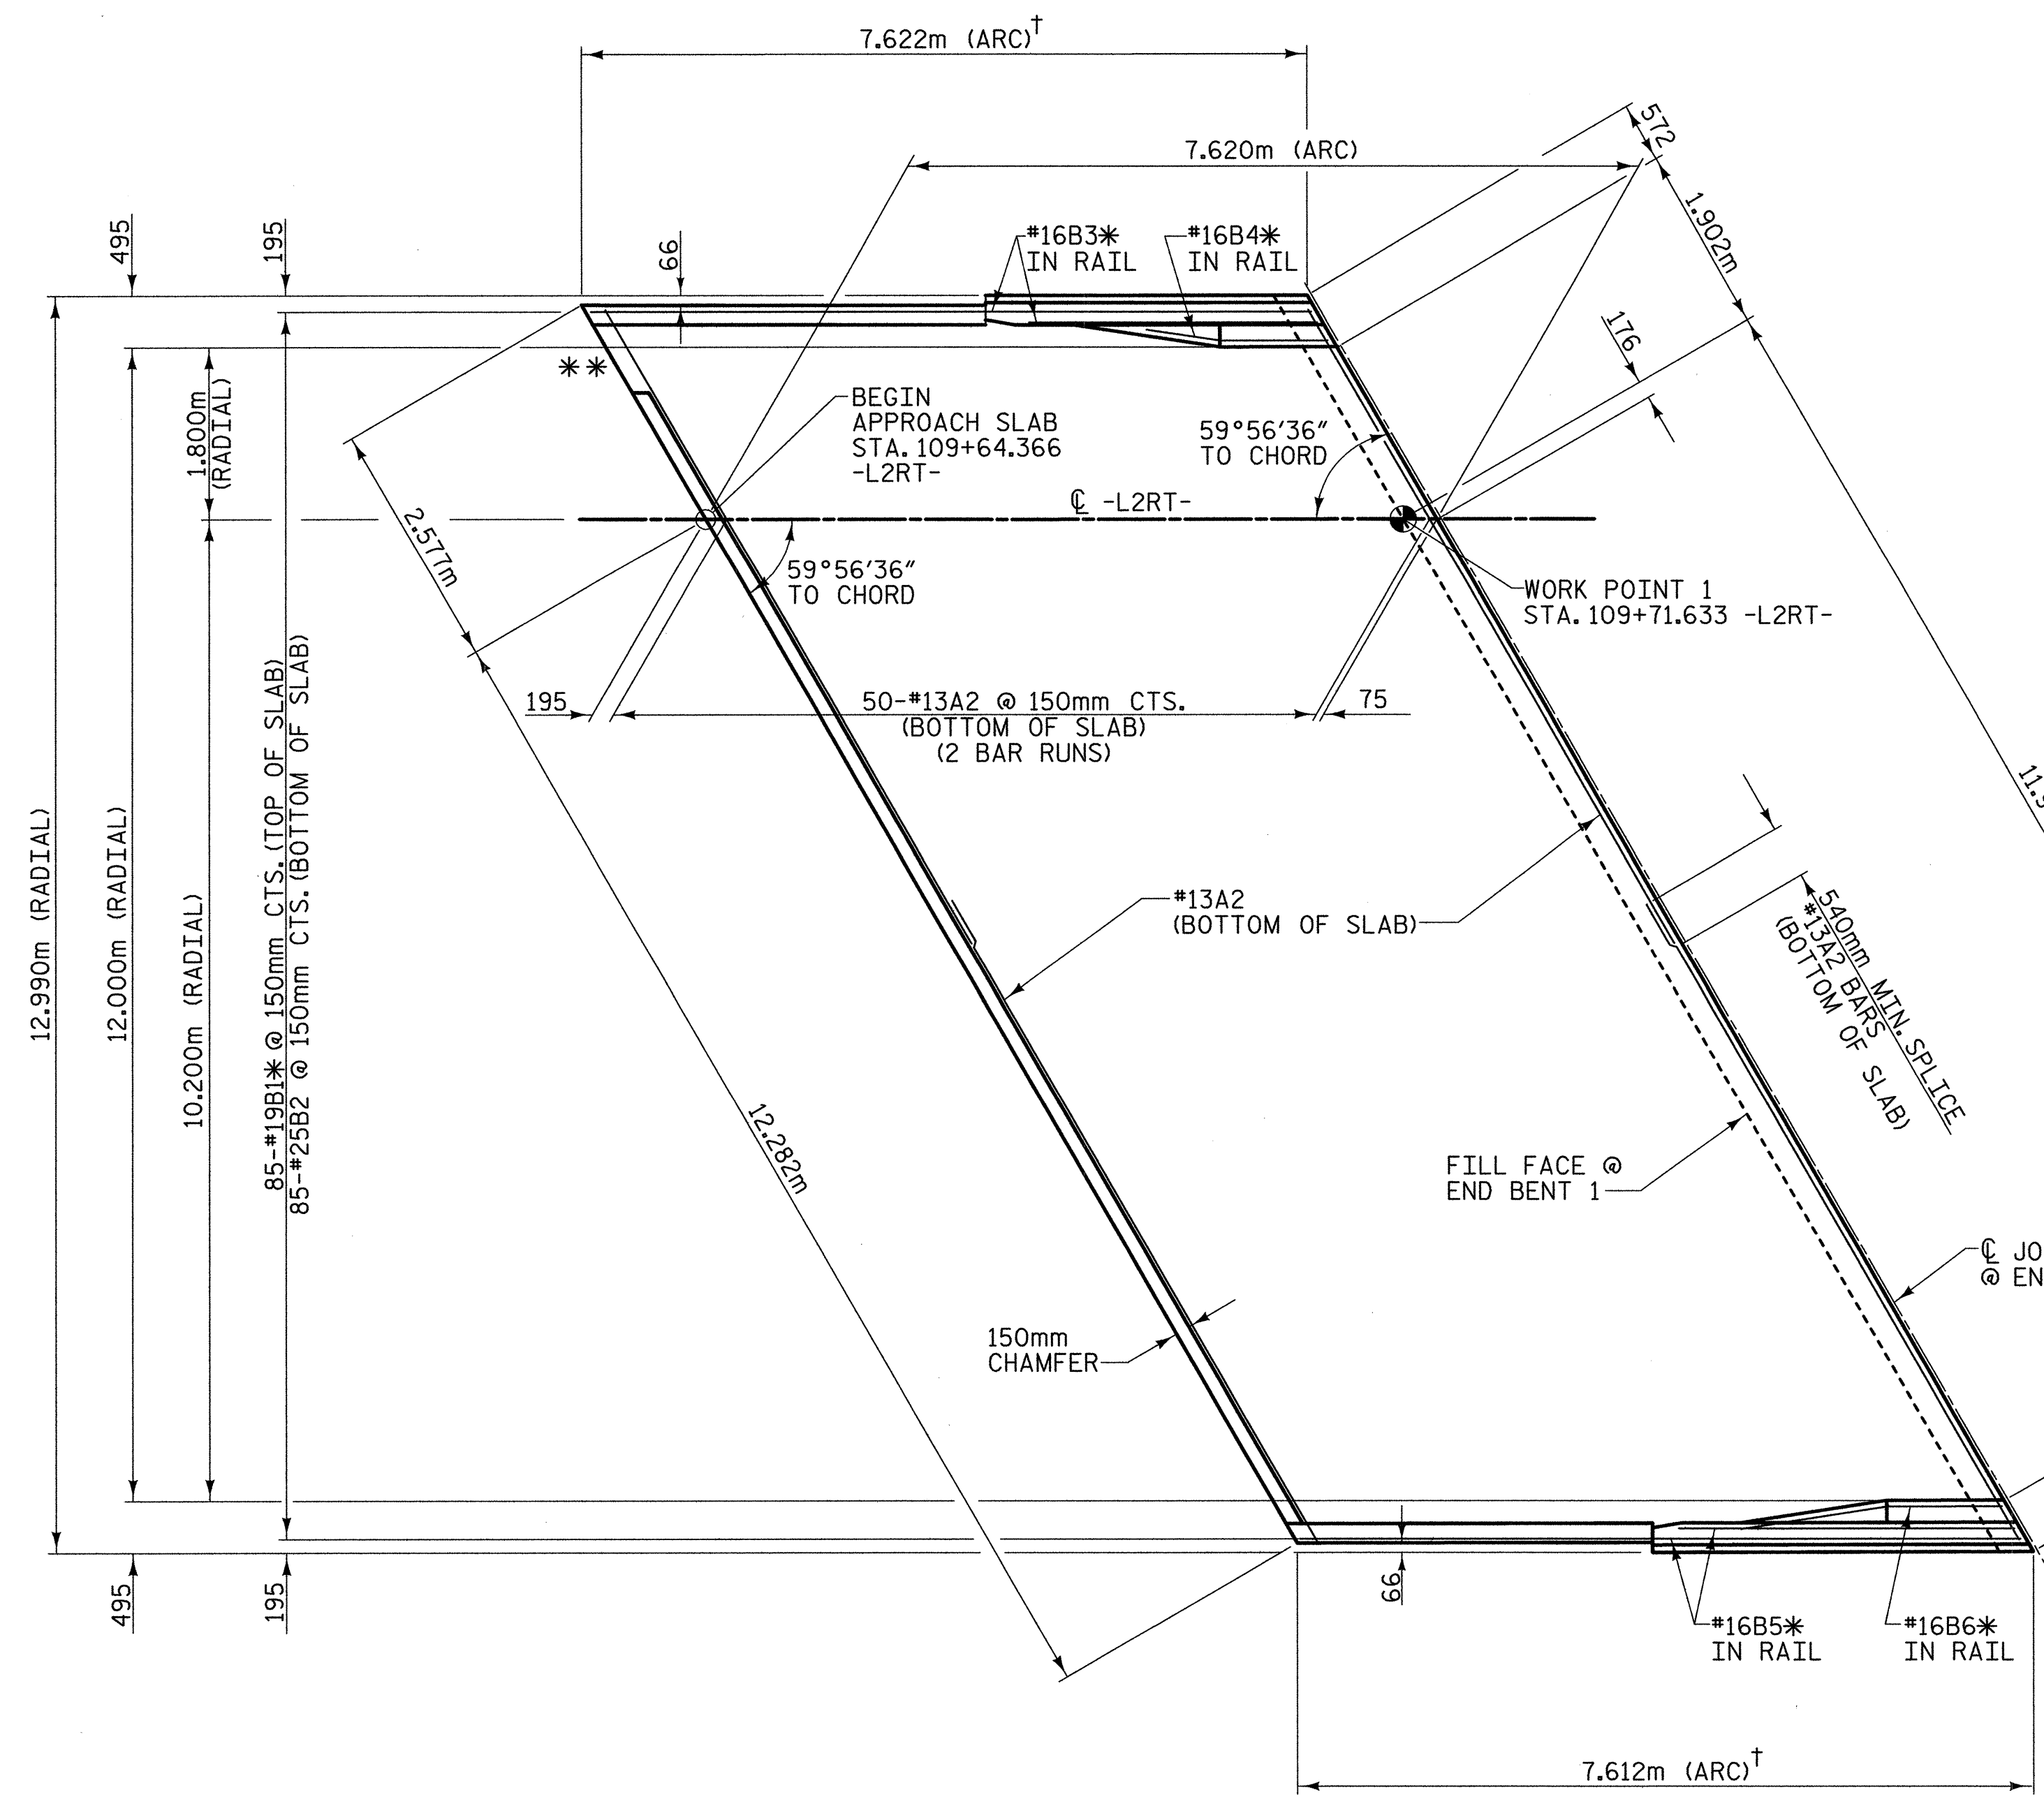 7.622m (ARC)†
7.620m (ARC)
572
1.902m
176
495
195
66
#16B3*
IN RAIL
#16B4*
IN RAIL
**
1.800m
(RADIAL)
BEGIN
APPROACH SLAB
STA.109+64.366
-L2RT-
59°56'36"
TO CHORD
℄ -L2RT-
2.577m
59°56'36"
TO CHORD
WORK POINT 1
STA.109+71.633 -L2RT-
195
50-#13A2 @ 150mm CTS.
(BOTTOM OF SLAB)
(2 BAR RUNS)
75
12.990m (RADIAL)
12.000m (RADIAL)
10.200m (RADIAL)
85-#19B1* @ 150mm CTS.(TOP OF SLAB)
85-#25B2 @ 150mm CTS.(BOTTOM OF SLAB)
#13A2
(BOTTOM OF SLAB)
540mm MIN. SPLICE
#13A2 BARS
(BOTTOM OF SLAB)
12.282m
FILL FACE @
END BENT 1
℄ JO
@ EN
150mm
CHAMFER
495
195
66
#16B5*
IN RAIL
#16B6*
IN RAIL
7.612m (ARC)†